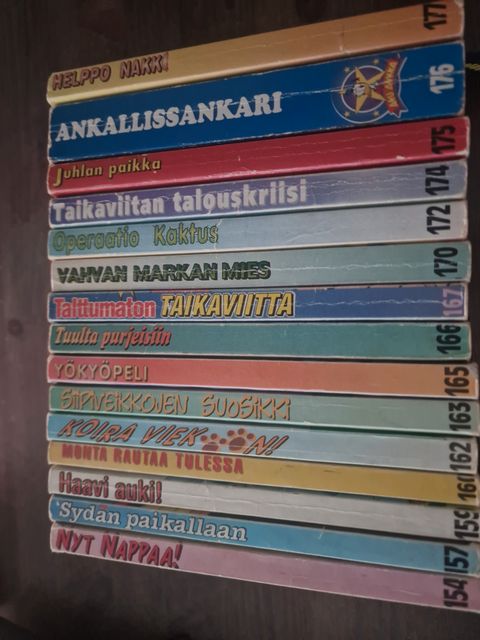 HELPPO NAKKI 177
ANKALLISSANKARI 176
Juhlan paikka 175
Taikaviitan talouskriisi 174
Operaatio Kaktus 172
VAHVAN MARKAN MIES 170
Talttumaton TAIKAVIITTA 167
Tuulta purjeisiin 166
YÖKYÖPELI 165
SIIPIVEIKKOJEN SUOSIKKI 163
KOIRA VIEKÖÖN! 162
MONTA RAUTAA TULESSA 160
Haavi auki! 159
Sydän paikallaan 157
NYT NAPPAA! 154